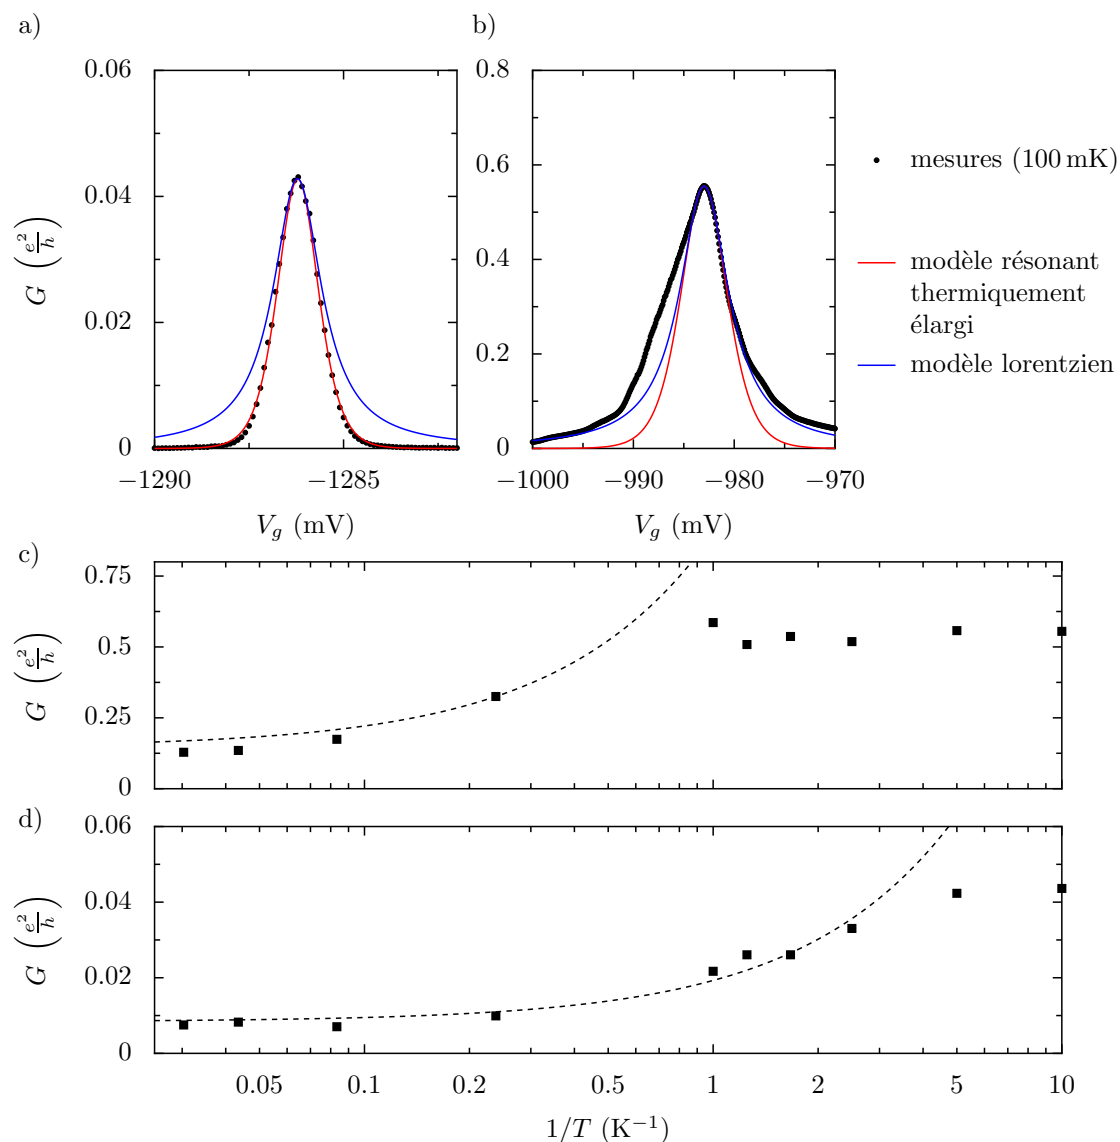 a)
b)
0.06
0.04
0.02
0
G (e²/h)
−1290
−1285
V_g (mV)
0.8
0.6
0.4
0.2
0
−1000
−990
−980
−970
V_g (mV)
mesures (100 mK)
modèle résonant
thermiquement
élargi
modèle lorentzien
c)
0.75
0.5
0.25
0
G (e²/h)
d)
0.06
0.04
0.02
0
G (e²/h)
0.05
0.1
0.2
0.5
1
2
5
10
1/T (K⁻¹)